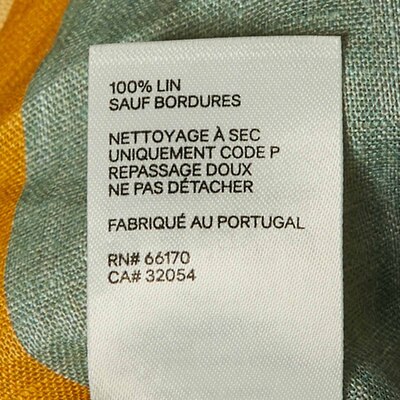 100% LIN
SAUF BORDURES
NETTOYAGE À SEC
UNIQUEMENT CODE P
REPASSAGE DOUX
NE PAS DÉTACHER
FABRIQUÉ AU PORTUGAL
RN# 66170
CA# 32054